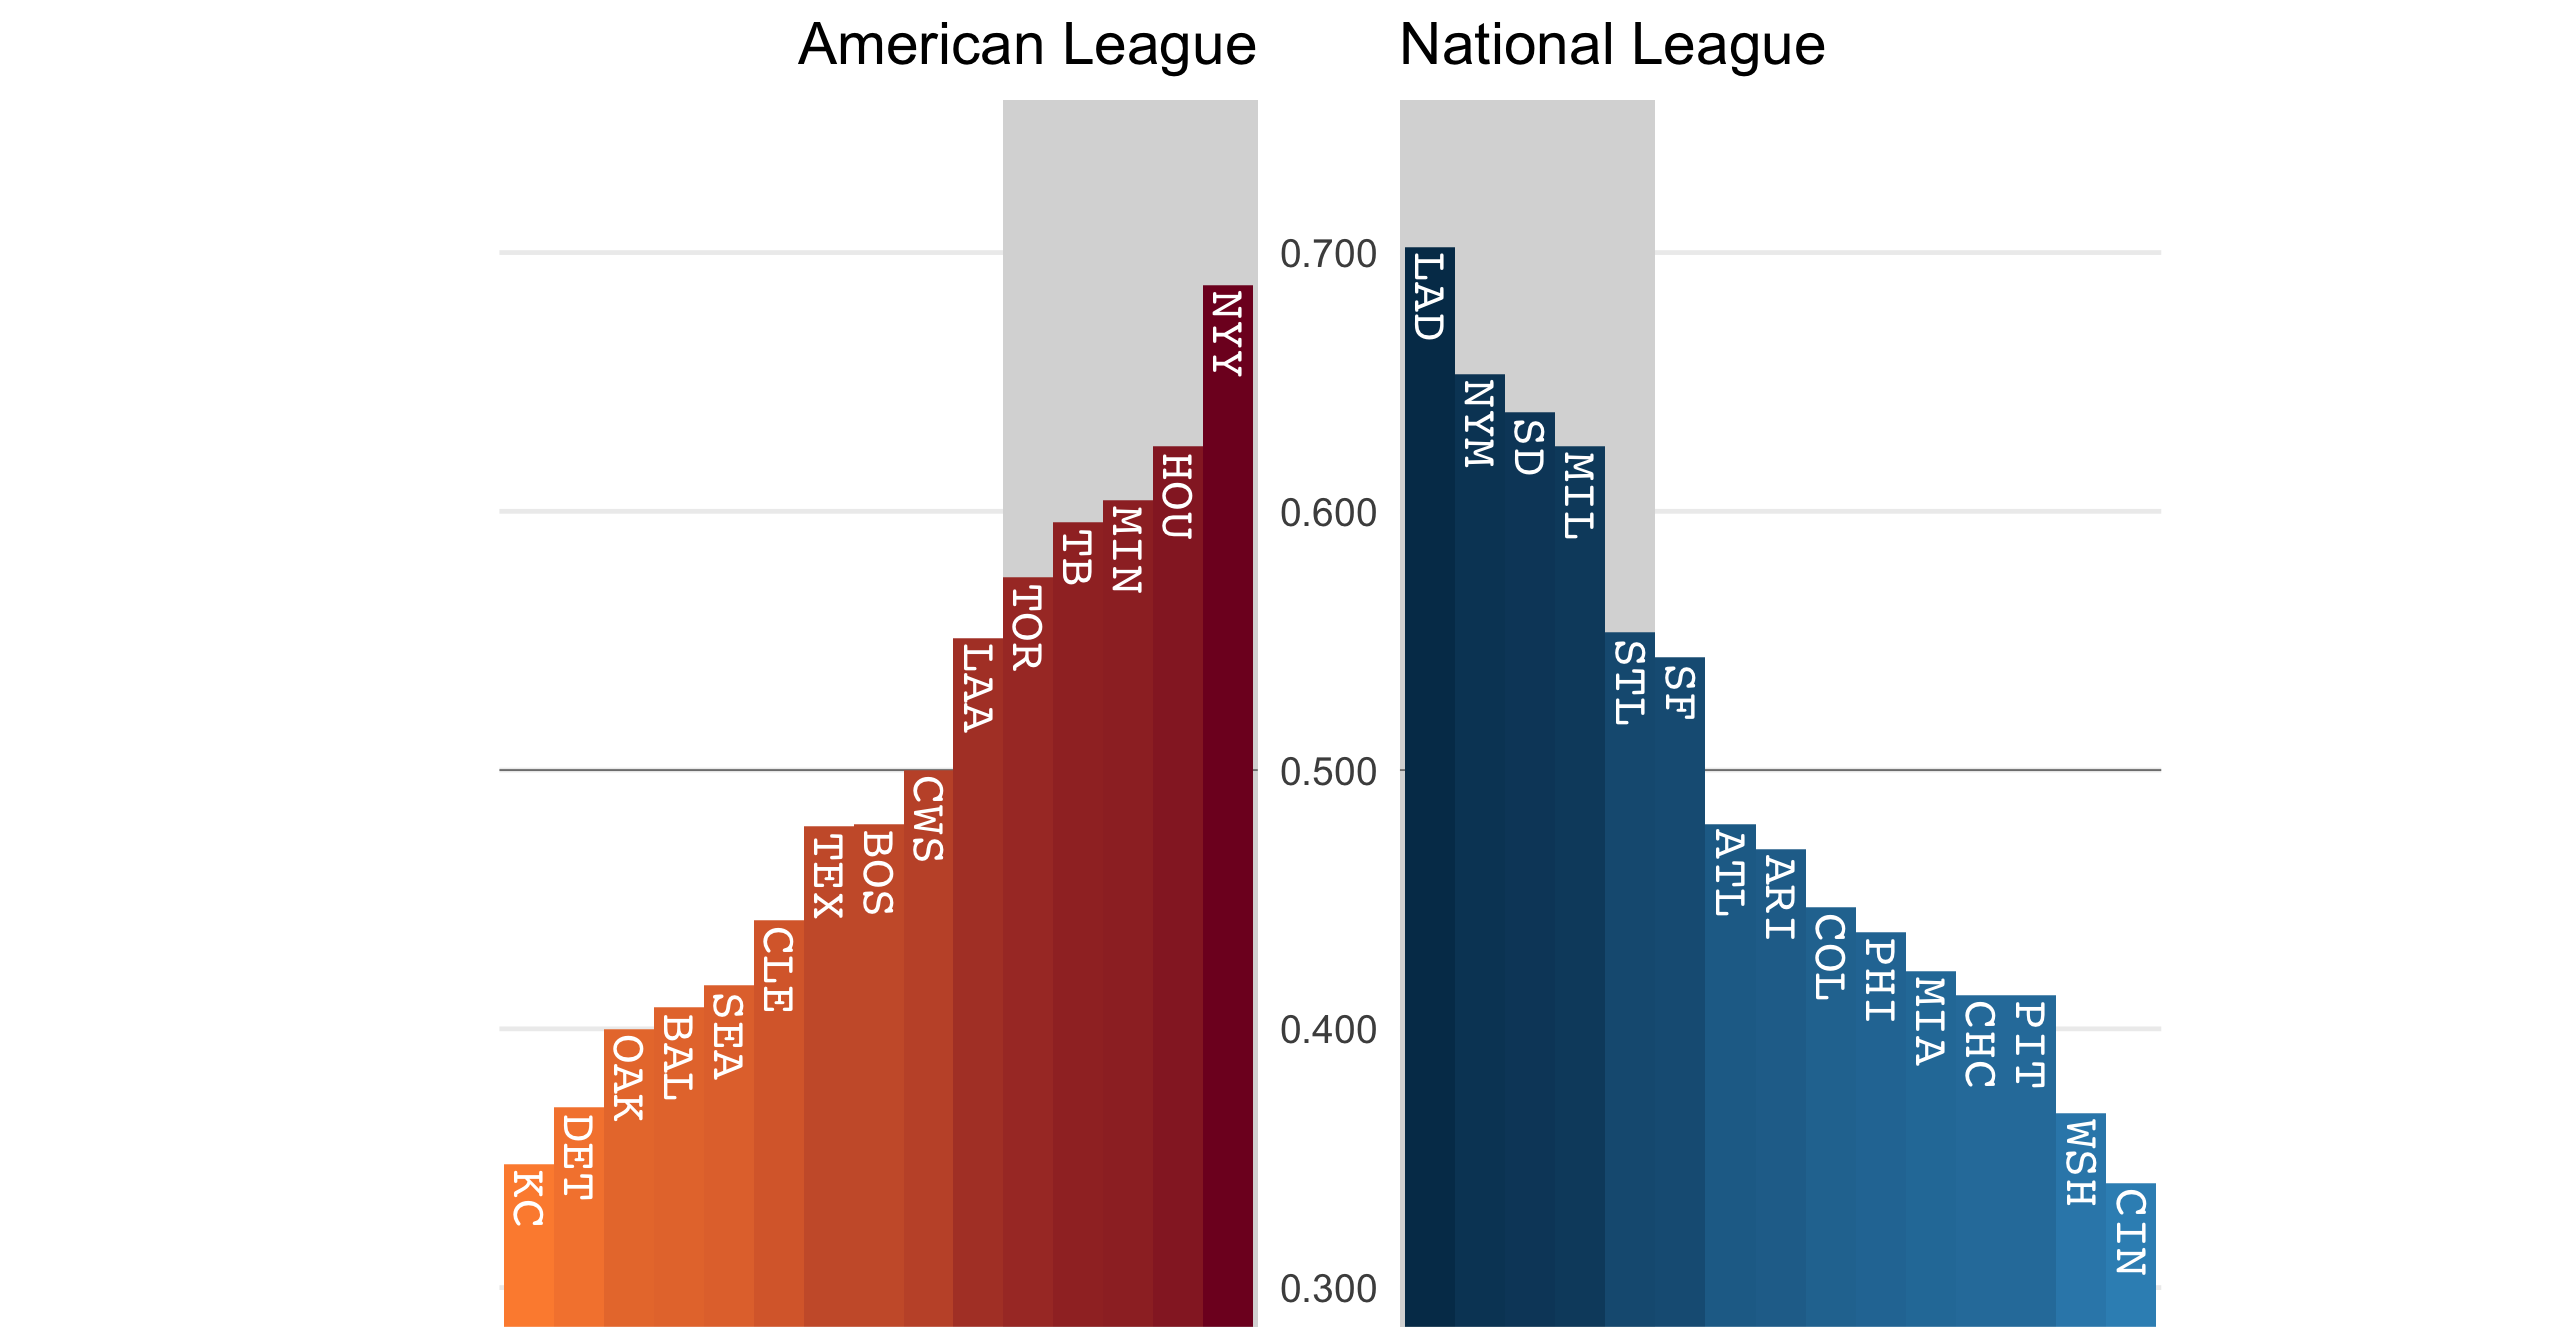 American League
National League
0.700
0.600
0.500
0.400
0.300
KC
DET
OAK
BAL
SEA
CLE
TEX
BOS
CWS
LAA
TOR
TB
MIN
HOU
NYY
LAD
NYM
SD
MIL
STL
SF
ATL
ARI
COL
PHI
MIA
CHC
PIT
WSH
CIN